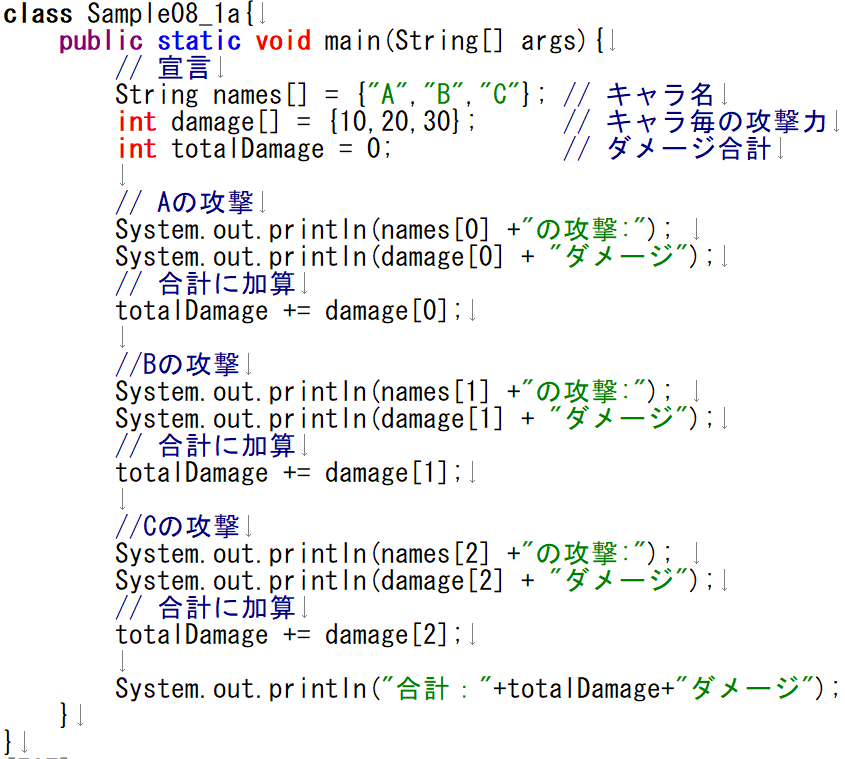 class Sample08_1a{↓
    public static void main(String[] args){↓
        // 宣言↓
        String names[] = {"A","B","C"}; // キャラ名↓
        int damage[] = {10,20,30};      // キャラ毎の攻撃力↓
        int totalDamage = 0;            // ダメージ合計↓
        ↓
        // Aの攻撃↓
        System.out.println(names[0] +"の攻撃:"); ↓
        System.out.println(damage[0] + "ダメージ");↓
        // 合計に加算↓
        totalDamage += damage[0];↓
        ↓
        //Bの攻撃↓
        System.out.println(names[1] +"の攻撃:"); ↓
        System.out.println(damage[1] + "ダメージ");↓
        // 合計に加算↓
        totalDamage += damage[1];↓
        ↓
        //Cの攻撃↓
        System.out.println(names[2] +"の攻撃:"); ↓
        System.out.println(damage[2] + "ダメージ");↓
        // 合計に加算↓
        totalDamage += damage[2];↓
        ↓
        System.out.println("合計："+totalDamage+"ダメージ");
    }↓
}↓